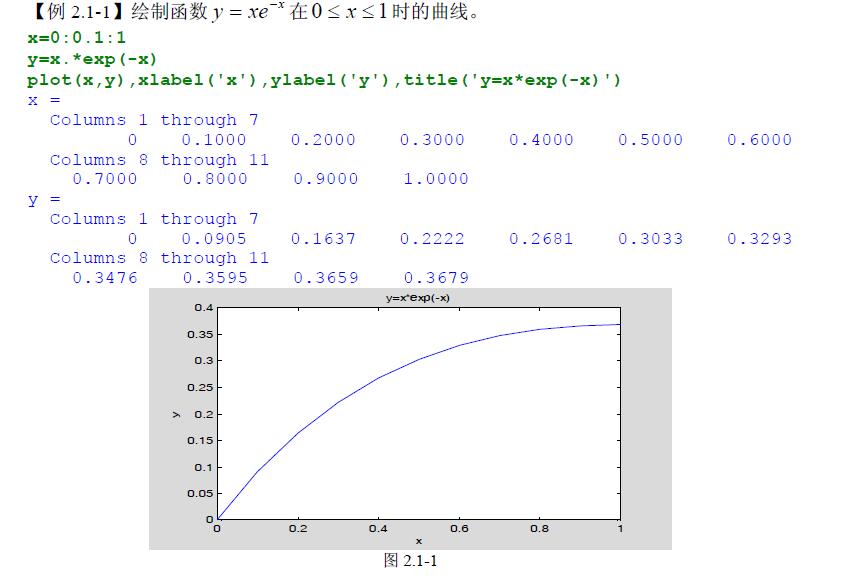 【例 2.1-1】绘制函数 y = xe^{-x} 在 0 ≤ x ≤ 1 时的曲线。
x=0:0.1:1
y=x.*exp(-x)
plot(x,y),xlabel('x'),ylabel('y'),title('y=x*exp(-x)')
x =
Columns 1 through 7
0 0.1000 0.2000 0.3000 0.4000 0.5000 0.6000
Columns 8 through 11
0.7000 0.8000 0.9000 1.0000
y =
Columns 1 through 7
0 0.0905 0.1637 0.2222 0.2681 0.3033 0.3293
Columns 8 through 11
0.3476 0.3595 0.3659 0.3679
y=x*exp(-x)
0.4
0.35
0.3
0.25
y
0.2
0.15
0.1
0.05
0
0 0.2 0.4 0.6 0.8 1
x
图 2.1-1